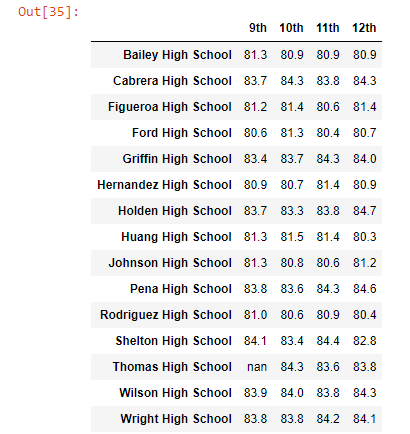 Out[35]:
9th 10th 11th 12th
Bailey High School 81.3 80.9 80.9 80.9
Cabrera High School 83.7 84.3 83.8 84.3
Figueroa High School 81.2 81.4 80.6 81.4
Ford High School 80.6 81.3 80.4 80.7
Griffin High School 83.4 83.7 84.3 84.0
Hernandez High School 80.9 80.7 81.4 80.9
Holden High School 83.7 83.3 83.8 84.7
Huang High School 81.3 81.5 81.4 80.3
Johnson High School 81.3 80.8 80.6 81.2
Pena High School 83.8 83.6 84.3 84.6
Rodriguez High School 81.0 80.6 80.9 80.4
Shelton High School 84.1 83.4 84.4 82.8
Thomas High School nan 84.3 83.6 83.8
Wilson High School 83.9 84.0 83.8 84.3
Wright High School 83.8 83.8 84.2 84.1